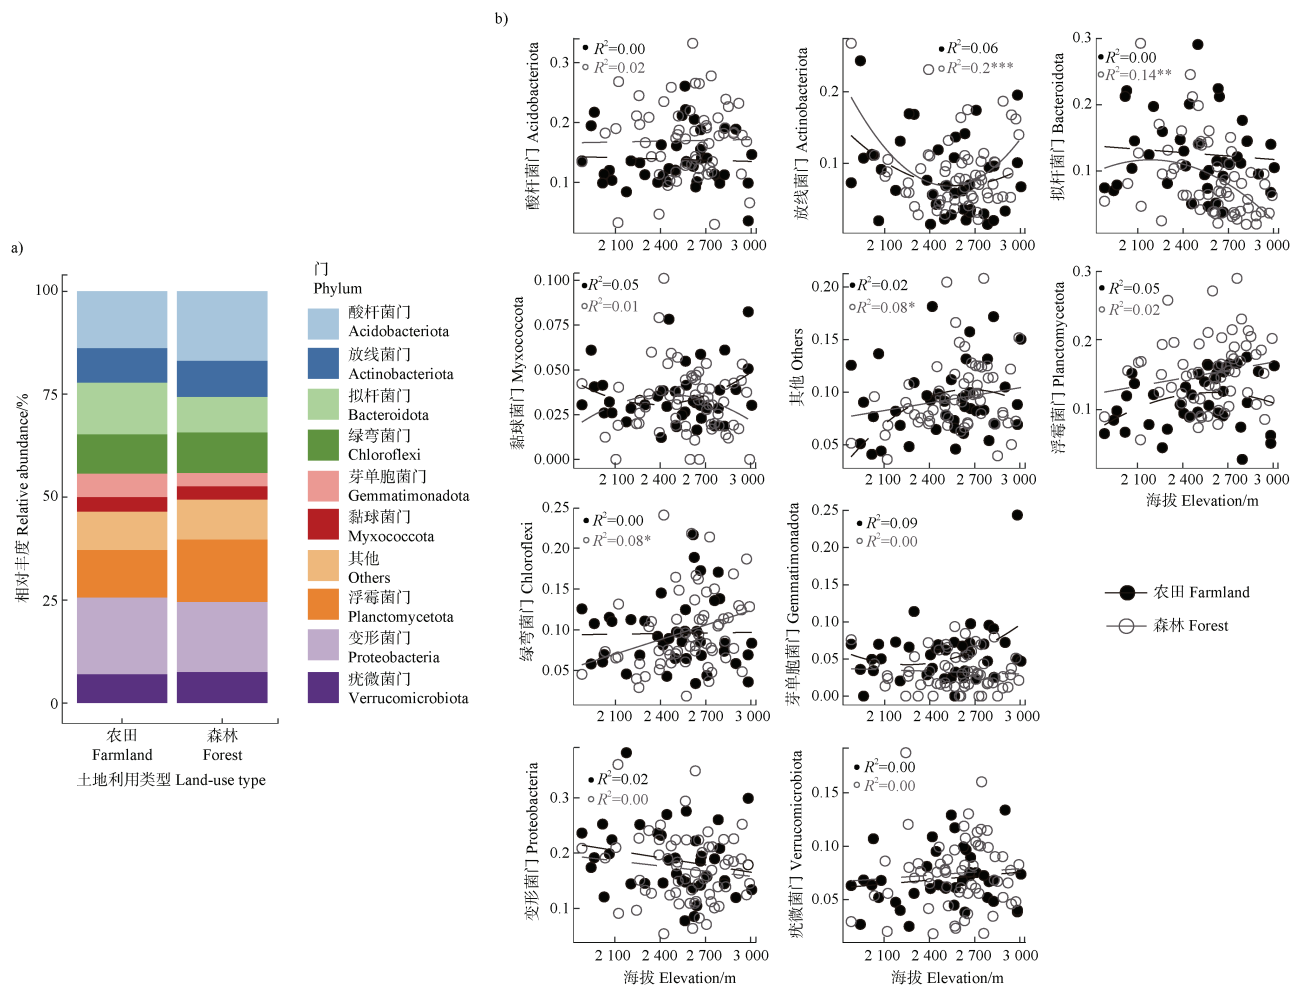 a)
100
75
50
25
0
相对丰度 Relative abundance/%
农田
Farmland
森林
Forest
土地利用类型 Land-use type
门
Phylum
酸杆菌门
Acidobacteriota
放线菌门
Actinobacteriota
拟杆菌门
Bacteroidota
绿弯菌门
Chloroflexi
芽单胞菌门
Gemmatimonadota
黏球菌门
Myxococcota
其他
Others
浮霉菌门
Planctomycetota
变形菌门
Proteobacteria
疣微菌门
Verrucomicrobiota
b)
酸杆菌门 Acidobacteriota
0.3
0.2
0.1
R²=0.00
R²=0.02
2 100 2 400 2 700 3 000
放线菌门 Actinobacteriota
0.2
0.1
R²=0.06
R²=0.2***
2 100 2 400 2 700 3 000
拟杆菌门 Bacteroidota
0.3
0.2
0.1
R²=0.00
R²=0.14**
2 100 2 400 2 700 3 000
黏球菌门 Myxococcota
0.100
0.075
0.050
0.025
0.000
R²=0.05
R²=0.01
其他 Others
0.20
0.15
0.10
0.05
R²=0.02
R²=0.08*
浮霉菌门 Planctomycetota
0.3
0.2
0.1
R²=0.05
R²=0.02
2 100 2 400 2 700 3 000
海拔 Elevation/m
绿弯菌门 Chloroflexi
0.25
0.20
0.15
0.10
0.05
R²=0.00
R²=0.08*
2 100 2 400 2 700 3 000
芽单胞菌门 Gemmatimonadota
0.25
0.20
0.15
0.10
0.05
0.00
R²=0.09
R²=0.00
2 100 2 400 2 700 3 000
农田 Farmland
森林 Forest
变形菌门 Proteobacteria
0.3
0.2
0.1
R²=0.02
R²=0.00
2 100 2 400 2 700 3 000
海拔 Elevation/m
疣微菌门 Verrucomicrobiota
0.15
0.10
0.05
R²=0.00
R²=0.00
2 100 2 400 2 700 3 000
海拔 Elevation/m